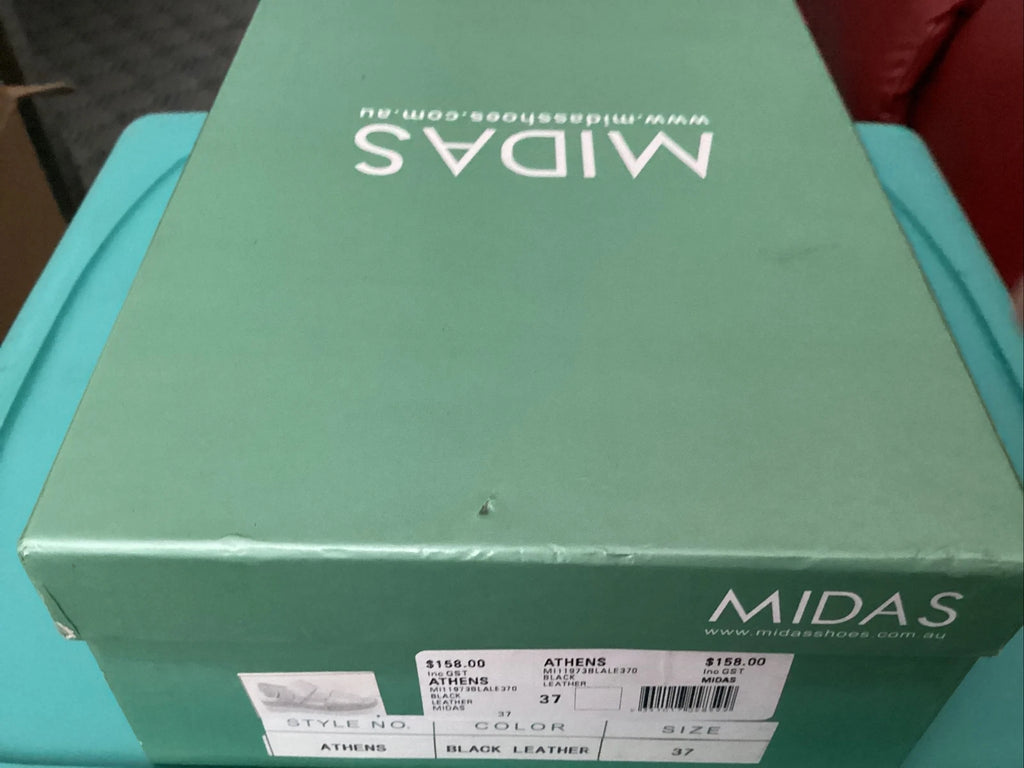 MIDAS
www.midasshoes.com.au
MIDAS
www.midasshoes.com.au
$158.00
Inc GST
ATHENS
MI11973BLALE370
BLACK
LEATHER
MIDAS
37
ATHENS
MI11973BLALE370
BLACK
LEATHER
37
$158.00
Inc GST
MIDAS
STYLE NO. COLOR SIZE
ATHENS BLACK LEATHER 37